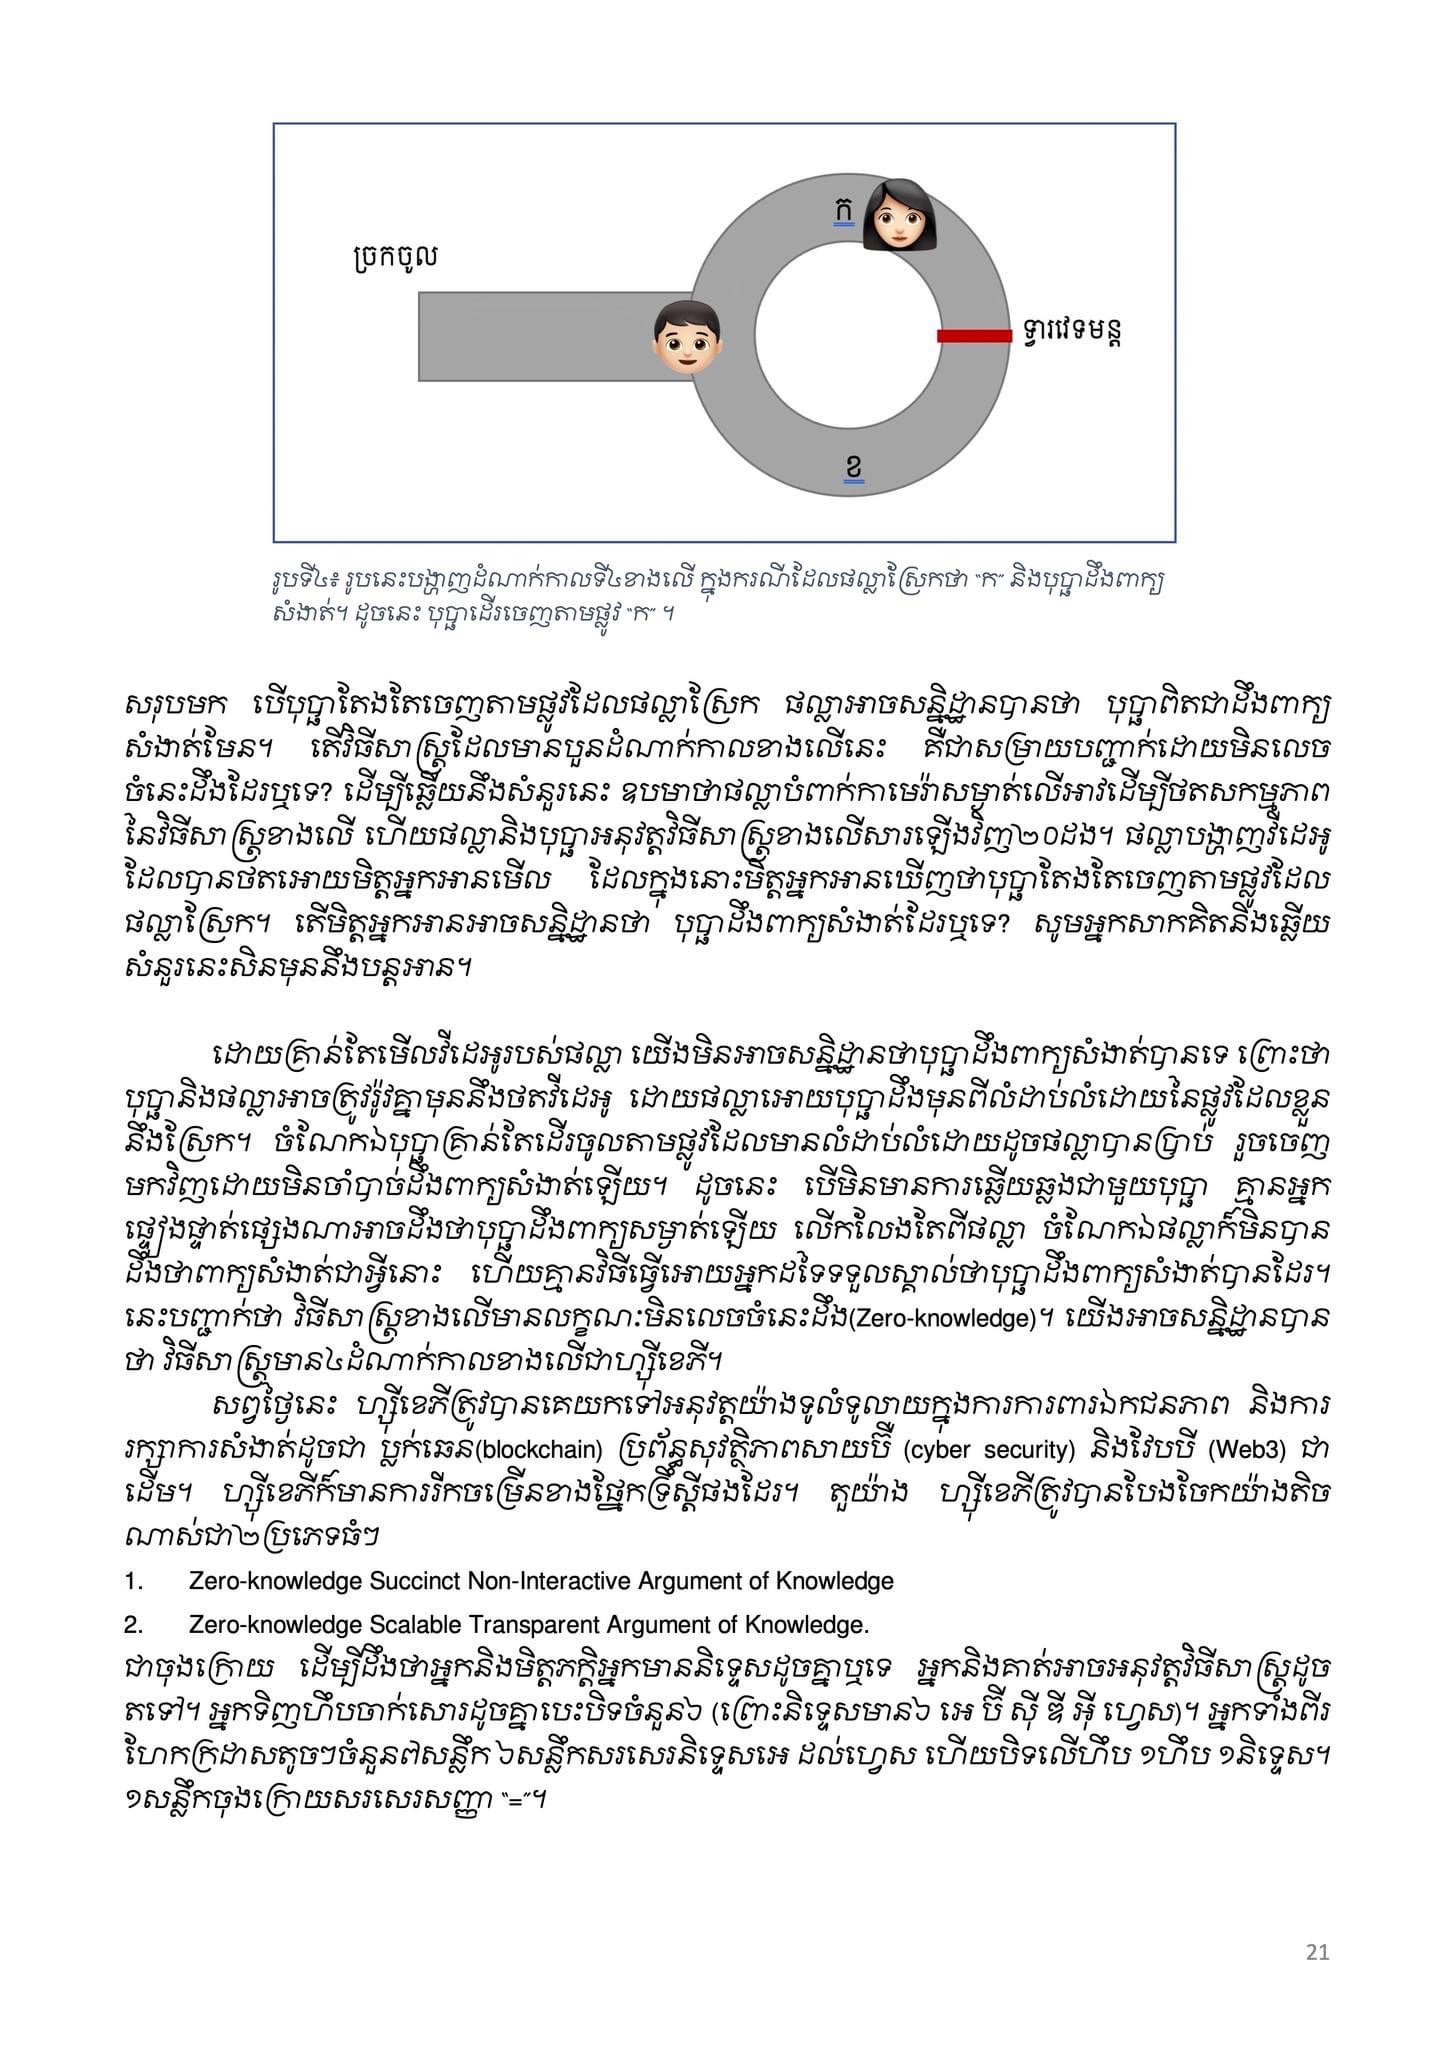 ក
ច្រកចូល
ទ្វារវេទមន្ត
ខ
រូបទី៤៖ រូបនេះបង្ហាញដំណាក់កាលទី៤ខាងលើ ក្នុងករណីដែលផល្លាស្រែកថា “ក” និងបុប្ផាដឹងពាក្យ
សំងាត់។ ដូចនេះ បុប្ផាដើរចេញតាមផ្លូវ “ក” ។
សរុបមក បើបុប្ផាតែងតែចេញតាមផ្លូវដែលផល្លាស្រែក ផល្លាអាចសន្និដ្ឋានបានថា បុប្ផាពិតជាដឹងពាក្យ
សំងាត់មែន។ តើវិធីសាស្ត្រដែលមានបួនដំណាក់កាលខាងលើនេះ គឺជាសម្រាយបញ្ជាក់ដោយមិនលេច
ចំនេះដឹងដែរឬទេ? ដើម្បីឆ្លើយនឹងសំនួរនេះ ឧបមាថាផល្លាបំពាក់កាមេរ៉ាសម្ងាត់លើអាវដើម្បីថតសកម្មភាព
នៃវិធីសាស្ត្រខាងលើ ហើយផល្លានិងបុប្ផាអនុវត្តវិធីសាស្ត្រខាងលើសារឡើងវិញ២០ដង។ ផល្លាបង្ហាញវីដេអូ
ដែលបានថតអោយមិត្តអ្នកអានមើល ដែលក្នុងនោះមិត្តអ្នកអានឃើញថាបុប្ផាតែងតែចេញតាមផ្លូវដែល
ផល្លាស្រែក។ តើមិត្តអ្នកអានអាចសន្និដ្ឋានថា បុប្ផាដឹងពាក្យសំងាត់ដែរឬទេ? សូមអ្នកសាកគិតនិងឆ្លើយ
សំនួរនេះសិនមុននឹងបន្តអាន។
ដោយគ្រាន់តែមើលវីដេអូរបស់ផល្លា យើងមិនអាចសន្និដ្ឋានថាបុប្ផាដឹងពាក្យសំងាត់បានទេ ព្រោះថា
បុប្ផានិងផល្លាអាចត្រូវរ៉ូវគ្នាមុននឹងថតវីដេអូ ដោយផល្លាអោយបុប្ផាដឹងមុនពីលំដាប់លំដោយនៃផ្លូវដែលខ្លួន
នឹងស្រែក។ ចំណែកឯបុប្ផាគ្រាន់តែដើរចូលតាមផ្លូវដែលមានលំដាប់លំដោយដូចផល្លាបានប្រាប់ រួចចេញ
មកវិញដោយមិនចាំបាច់ដឹងពាក្យសំងាត់ឡើយ។ ដូចនេះ បើមិនមានការឆ្លើយឆ្លងជាមួយបុប្ផា គ្មានអ្នក
ផ្ទៀងផ្ទាត់ផ្សេងណាអាចដឹងថាបុប្ផាដឹងពាក្យសម្ងាត់ឡើយ លើកលែងតែពីផល្លា ចំណែកឯផល្លាក៏មិនបាន
ដឹងថាពាក្យសំងាត់ជាអ្វីនោះ ហើយគ្មានវិធីធ្វើអោយអ្នកដទៃទទួលស្គាល់ថាបុប្ផាដឹងពាក្យសំងាត់បានដែរ។
នេះបញ្ជាក់ថា វិធីសាស្ត្រខាងលើមានលក្ខណៈមិនលេចចំនេះដឹង(Zero-knowledge)។ យើងអាចសន្និដ្ឋានបាន
ថា វិធីសាស្ត្រមាន៤ដំណាក់កាលខាងលើជាហ្ស៊ីខេភី។
សព្វថ្ងៃនេះ ហ្ស៊ីខេភីត្រូវបានគេយកទៅអនុវត្តយ៉ាងទូលំទូលាយក្នុងការការពារឯកជនភាព និងការ
រក្សាការសំងាត់ដូចជា ប្លក់ឆេន(blockchain) ប្រព័ន្ធសុវត្ថិភាពសាយប៊ឺ (cyber security) និងវែបបី (Web3) ជា
ដើម។ ហ្ស៊ីខេភីក៏មានការរីកចម្រើនខាងផ្នែកទ្រឹស្តីផងដែរ។ តួយ៉ាង ហ្ស៊ីខេភីត្រូវបានបែងចែកយ៉ាងតិច
ណាស់ជា២ប្រភេទធំៗ
1. Zero-knowledge Succinct Non-Interactive Argument of Knowledge
2. Zero-knowledge Scalable Transparent Argument of Knowledge.
ជាចុងក្រោយ ដើម្បីដឹងថាអ្នកនិងមិត្តភក្តិអ្នកមាននិទ្ទេសដូចគ្នាឬទេ អ្នកនិងគាត់អាចអនុវត្តវិធីសាស្ត្រដូច
តទៅ។ អ្នកទិញហឹបចាក់សោរដូចគ្នាបេះបិទចំនួន៦ (ព្រោះនិទ្ទេសមាន៦ អេ ប៊ី ស៊ី ឌី អ៊ី ហ្វេស)។ អ្នកទាំងពីរ
ហែកក្រដាសតូចៗចំនួន៧សន្លឹក ៦សន្លឹកសរសេរនិទ្ទេសអេ ដល់ហ្វេស ហើយបិទលើហឹប ១ហឹប ១និទ្ទេស។
១សន្លឹកចុងក្រោយសរសេរសញ្ញា “=”។
21